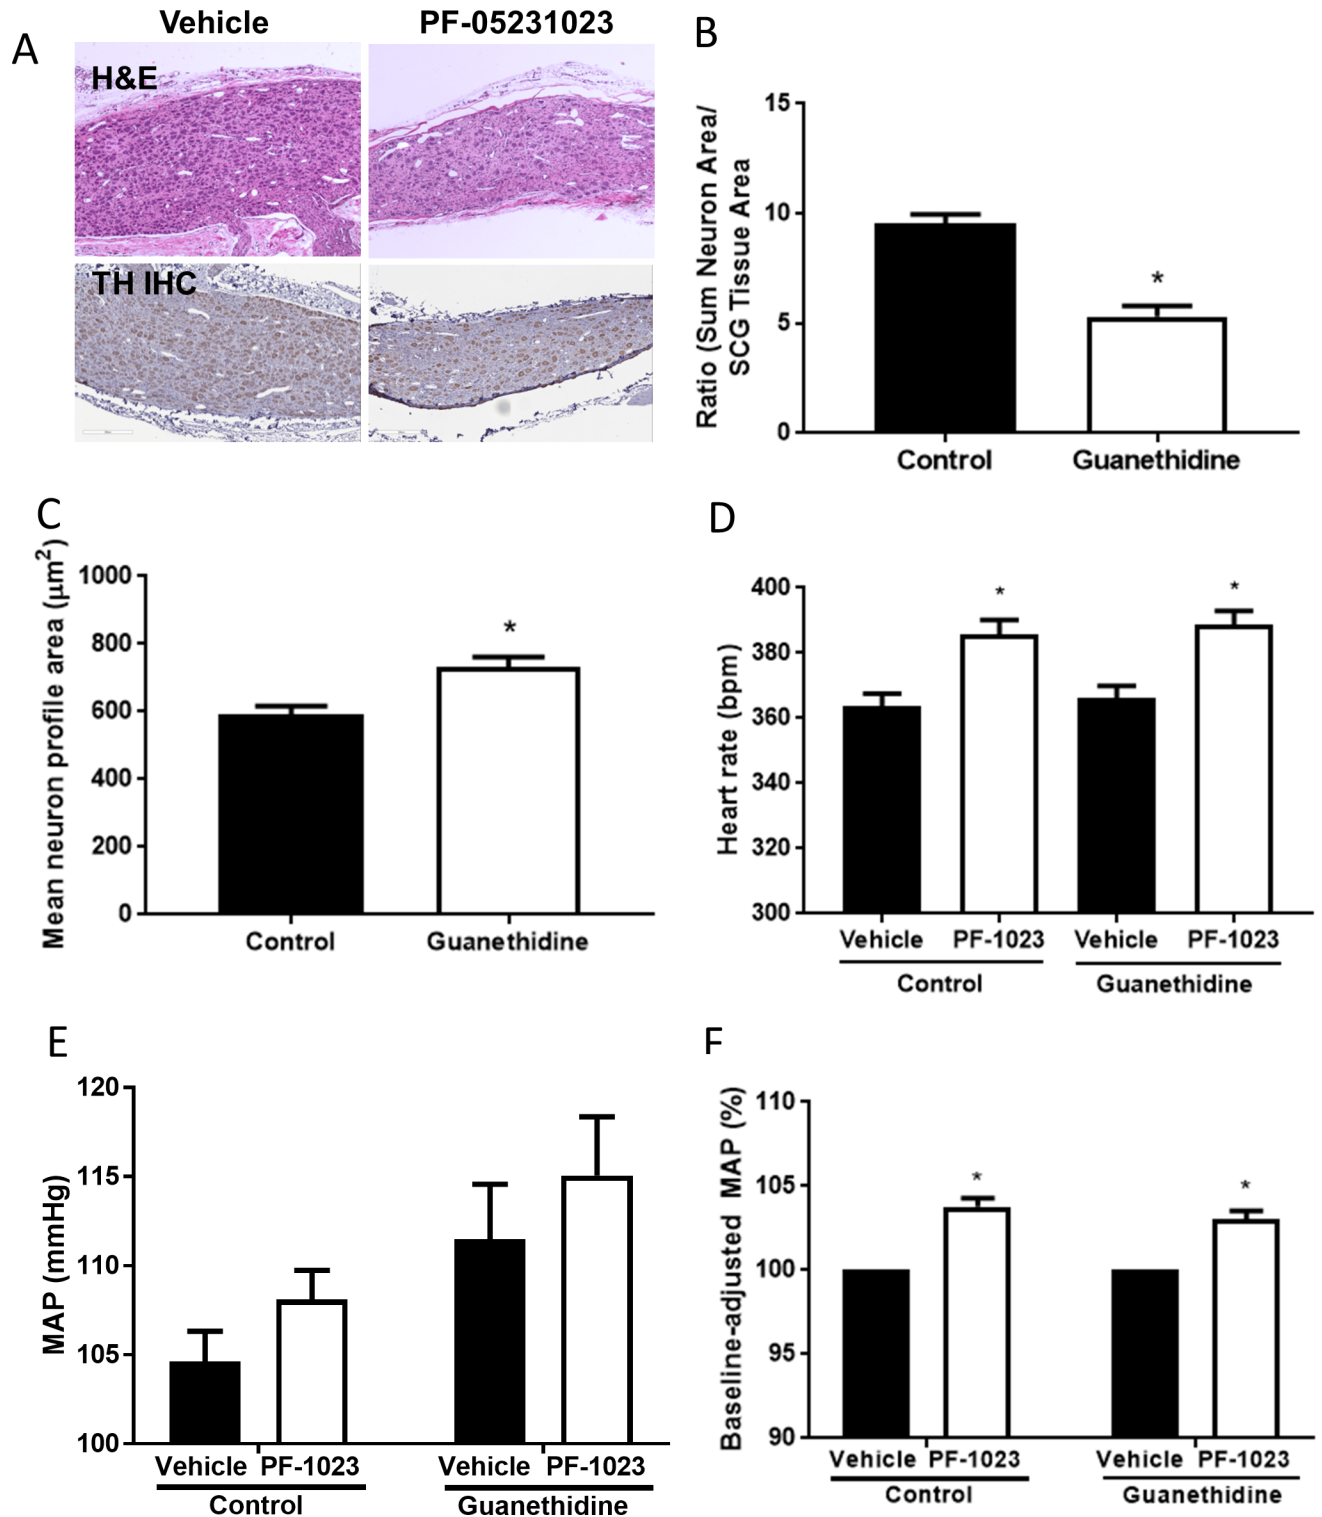 A
Vehicle
PF-05231023
H&E
TH IHC
B
Ratio (Sum Neuron Area/
SCG Tissue Area
15
10
5
0
*
Control
Guanethidine
C
Mean neuron profile area (μm²)
1000
800
600
400
200
0
*
Control
Guanethidine
D
Heart rate (bpm)
400
380
360
340
320
300
*
*
Vehicle PF-1023 Vehicle PF-1023
Control
Guanethidine
E
MAP (mmHg)
120
115
110
105
100
Vehicle PF-1023 Vehicle PF-1023
Control
Guanethidine
F
Baseline-adjusted MAP (%)
110
105
100
95
90
*
*
Vehicle PF-1023 Vehicle PF-1023
Control
Guanethidine